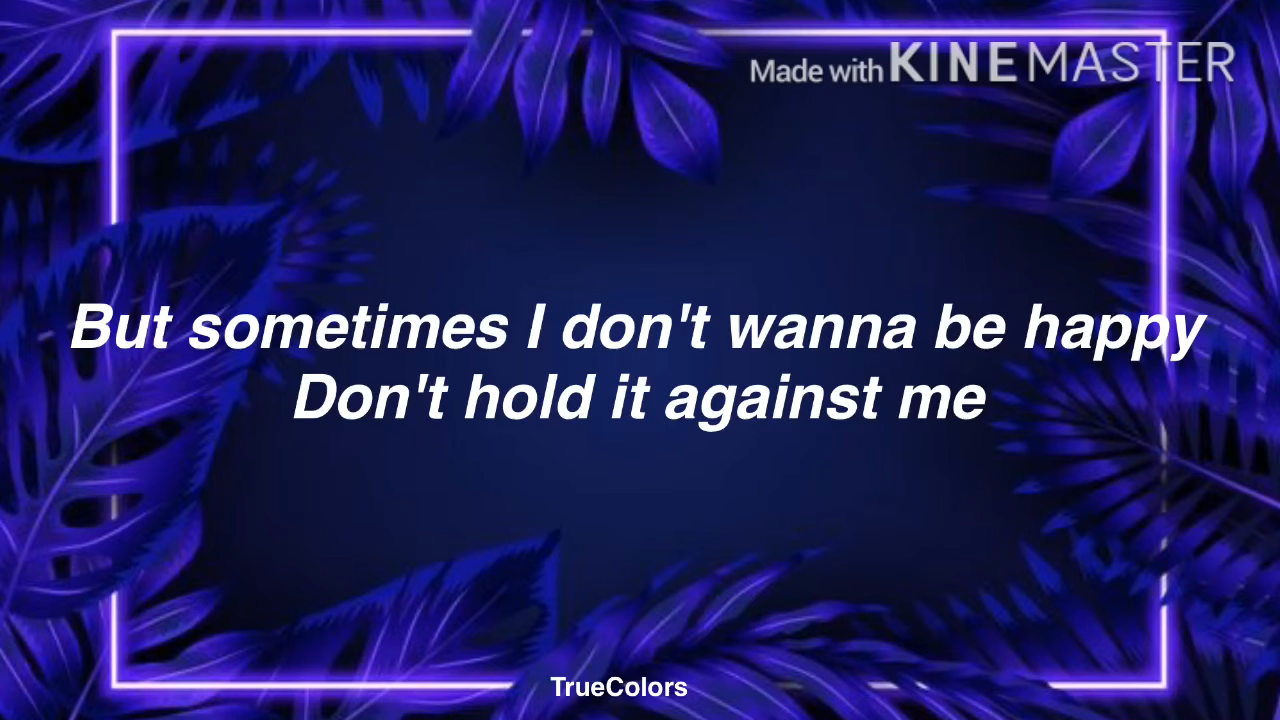 Made with KINEMASTER
But sometimes I don't wanna be happy
Don't hold it against me
TrueColors